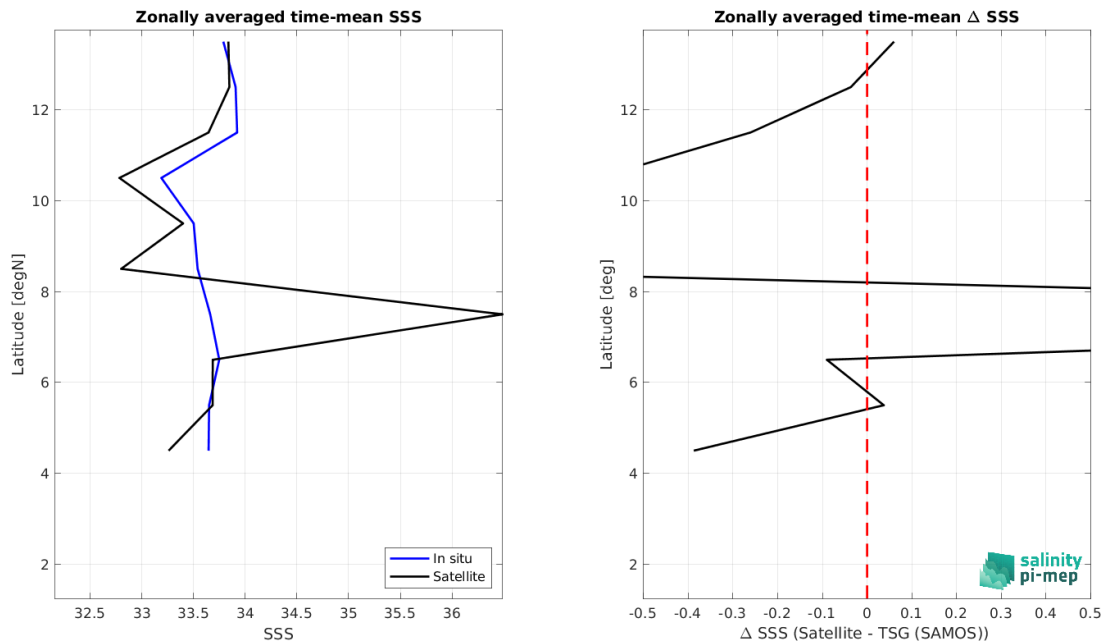 Zonally averaged time-mean SSS
12
10
8
6
4
2
Latitude [degN]
32.5 33 33.5 34 34.5 35 35.5 36
SSS
In situ
Satellite
Zonally averaged time-mean Δ SSS
12
10
8
6
4
2
Latitude [deg]
-0.5 -0.4 -0.3 -0.2 -0.1 0 0.1 0.2 0.3 0.4 0.5
Δ SSS (Satellite - TSG (SAMOS))
salinity
pi-mep